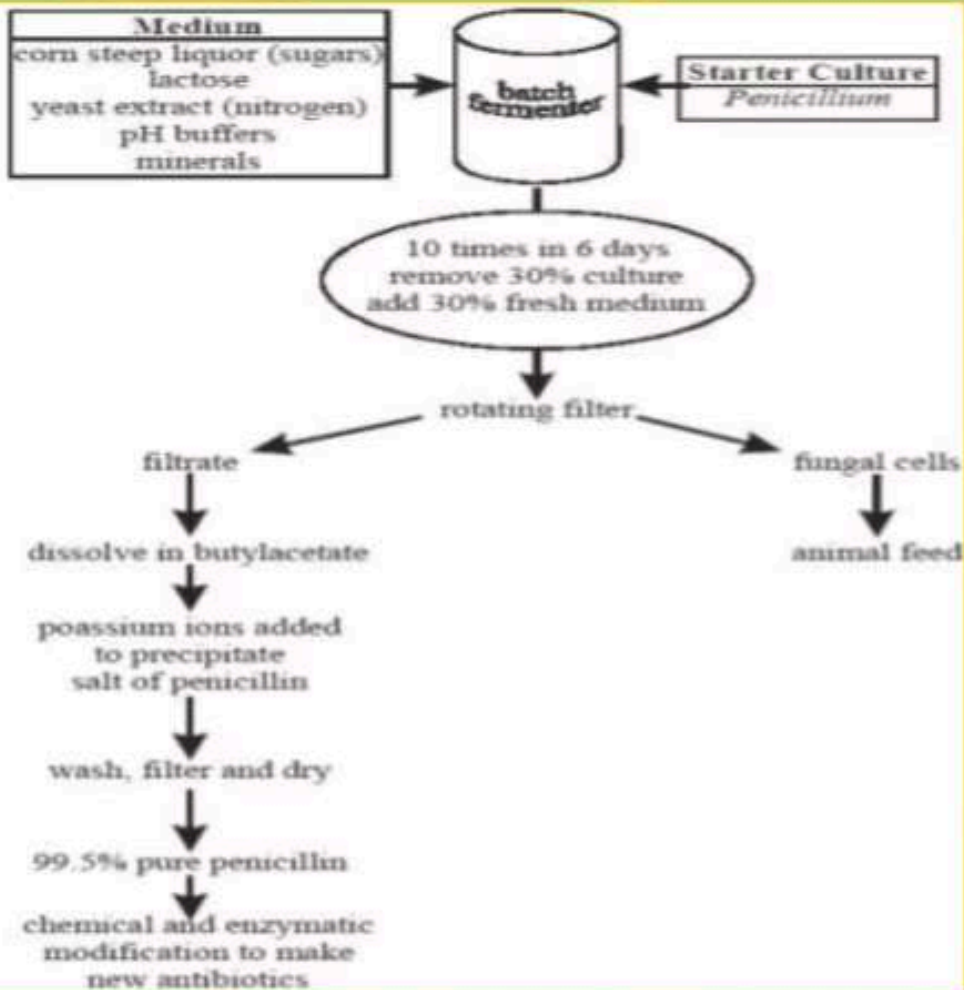 Medium
corn steep liquor (sugars)
lactose
yeast extract (nitrogen)
pH buffers
minerals
batch
fermenter
Starter Culture
Penicillium
10 times in 6 days
remove 30% culture
add 30% fresh medium
rotating filter
filtrate
fungal cells
dissolve in butylacetate
animal feed
poassium ions added
to precipitate
salt of penicillin
wash, filter and dry
99.5% pure penicillin
chemical and enzymatic
modification to make
new antibiotics